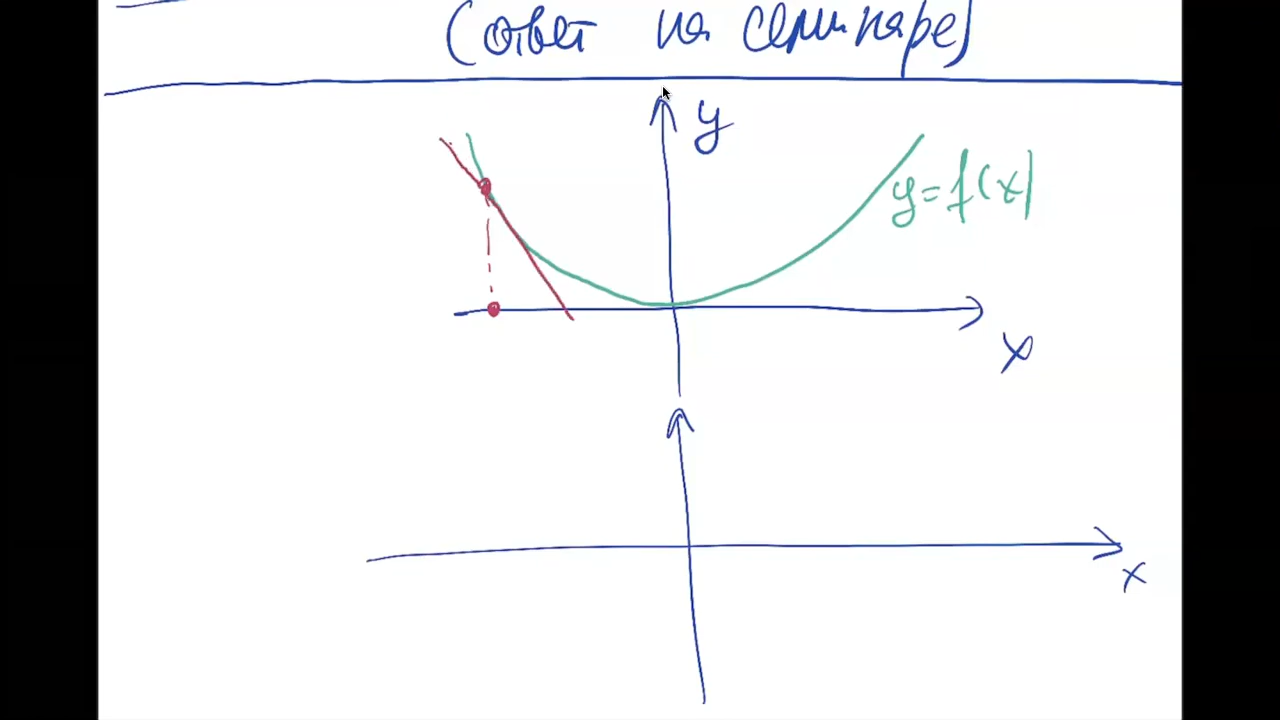 (ответ на семинаре)
y
y=f(x)
x
x